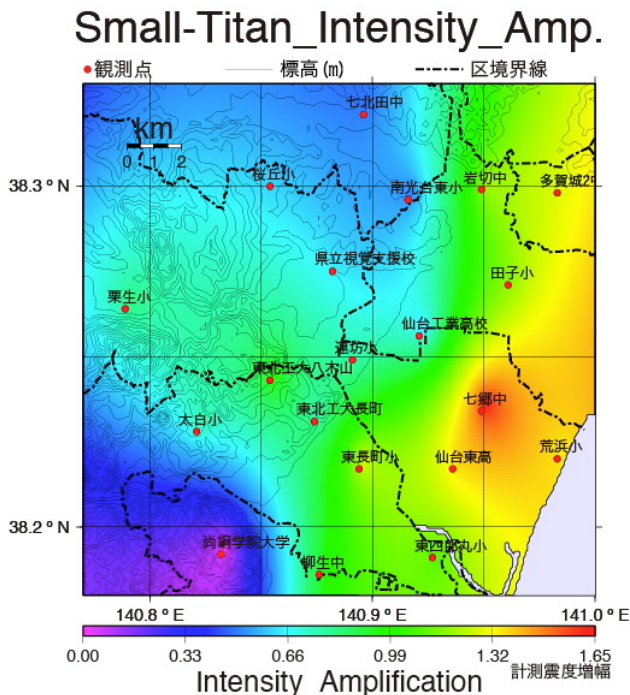 Small-Titan_Intensity_Amp.
観測点 標高(m) 区境界線
km
0 1 2
七北田中
桜丘小
岩切中
南光台東小
多賀城2中
38.3° N
県立視覚支援校
田子小
栗生小
仙台工業高校
東北工大八木山
七郷中
太白小
東北工大長町
東長町小
仙台東高
荒浜小
38.2° N
尚絅学院大学
東四郎丸小
柳生中
140.8° E 140.9° E 141.0° E
0.00 0.33 0.66 0.99 1.32 1.65
計測震度増幅
Intensity Amplification